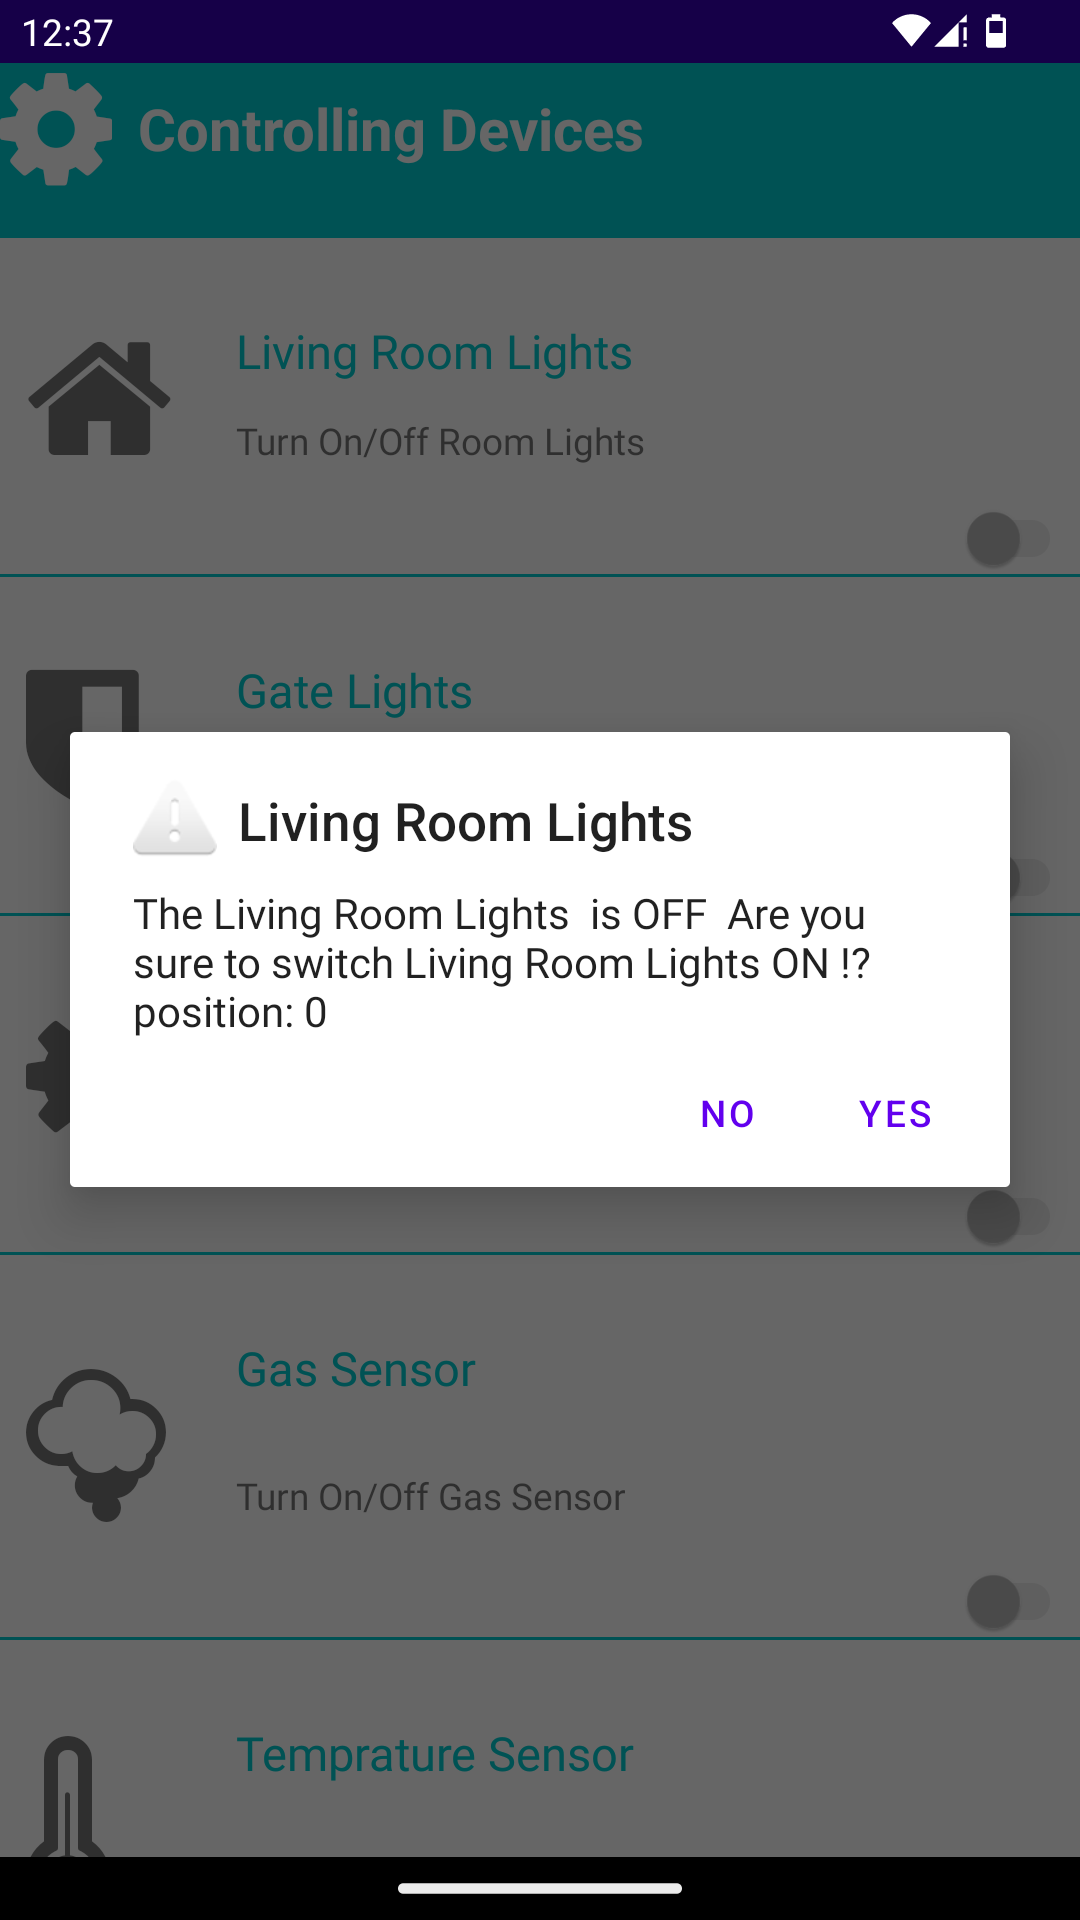 12:37
Controlling Devices
Living Room Lights
Turn On/Off Room Lights
Gate Lights
Living Room Lights
The Living Room Lights  is OFF  Are you
sure to switch Living Room Lights ON !?
position: 0
NO YES
Gas Sensor
Turn On/Off Gas Sensor
Temprature Sensor